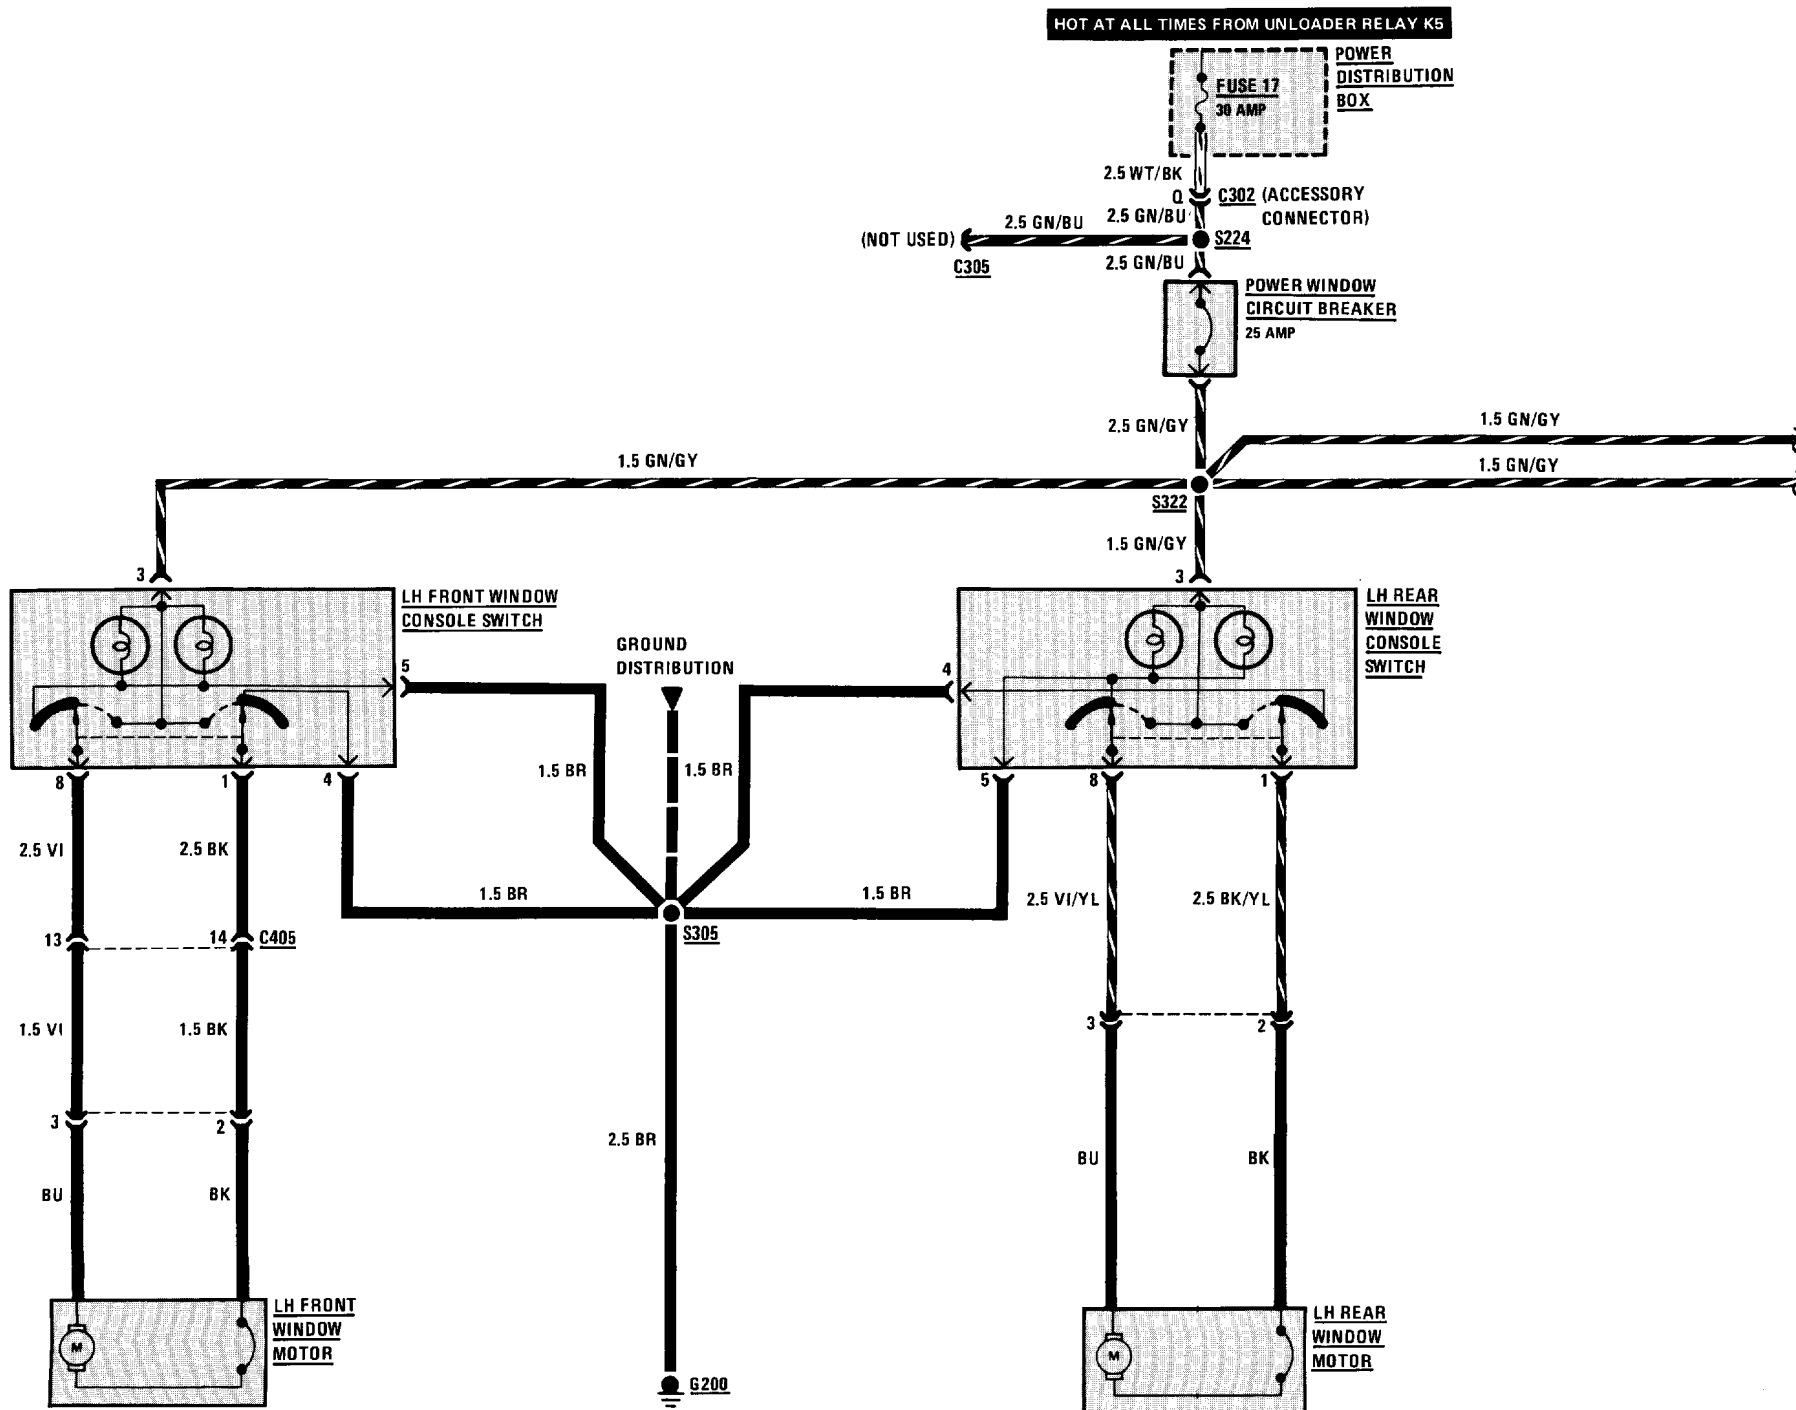 HOT AT ALL TIMES FROM UNLOADER RELAY K5
POWER
DISTRIBUTION
BOX
FUSE 17
30 AMP
2.5 WT/BK
Q
C302 (ACCESSORY
CONNECTOR)
2.5 GN/BU
2.5 GN/BU
(NOT USED)
S224
C305
2.5 GN/BU
POWER WINDOW
CIRCUIT BREAKER
25 AMP
2.5 GN/GY
1.5 GN/GY
1.5 GN/GY
1.5 GN/GY
S322
1.5 GN/GY
3
3
LH FRONT WINDOW
CONSOLE SWITCH
LH REAR
WINDOW
CONSOLE
SWITCH
GROUND
DISTRIBUTION
5
4
1.5 BR
1.5 BR
8
1
4
5
8
1
2.5 VI
2.5 BK
1.5 BR
1.5 BR
2.5 VI/YL
2.5 BK/YL
13
14
C405
S305
1.5 VI
1.5 BK
3
2
3
2
2.5 BR
BU
BK
BU
BK
LH FRONT
WINDOW
MOTOR
M
LH REAR
WINDOW
MOTOR
M
G200